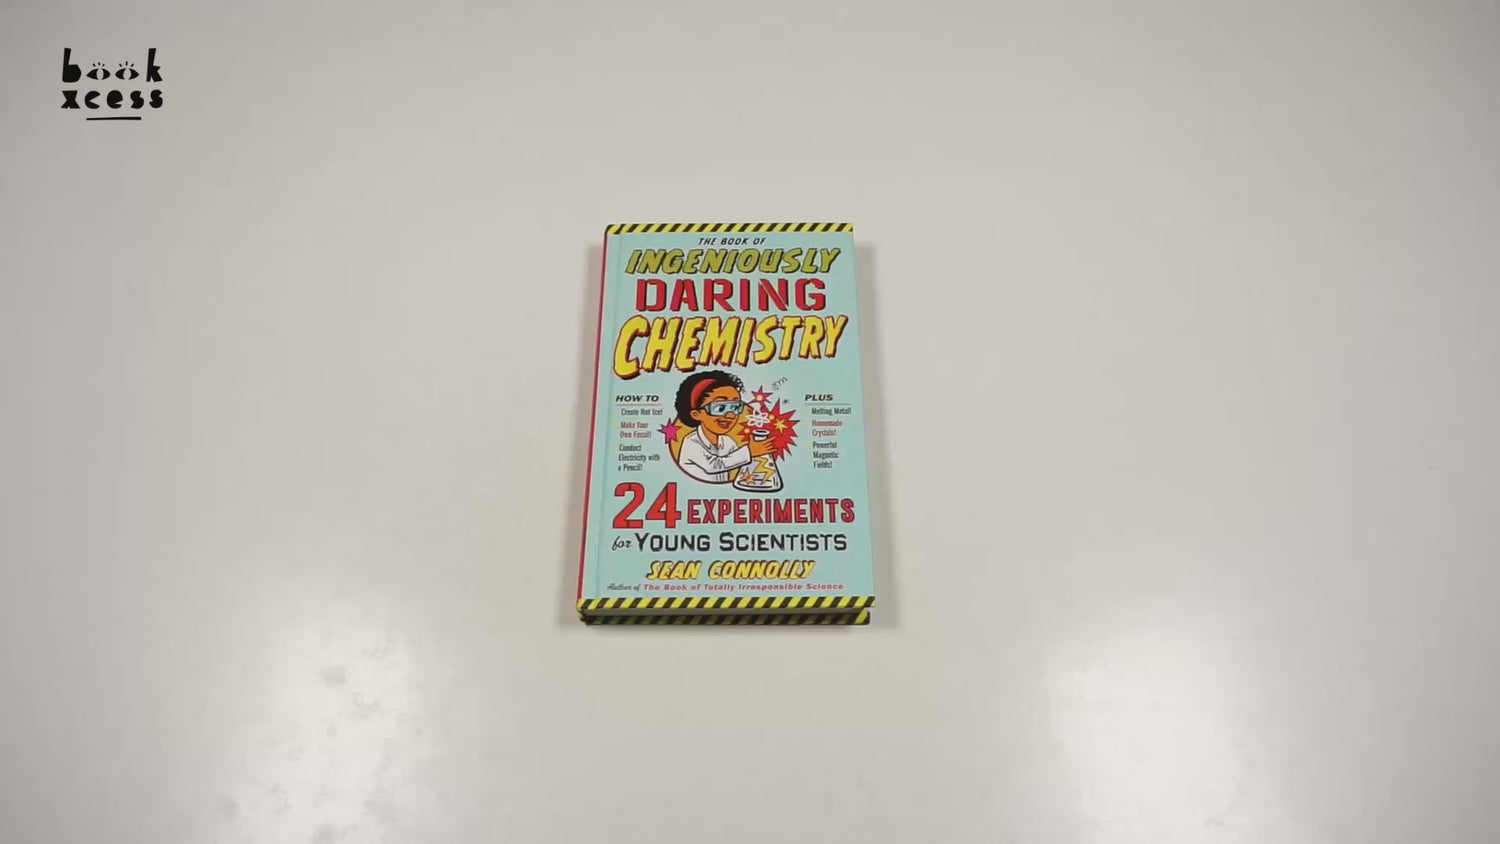 book
xcess
THE BOOK OF
INGENIOUSLY
DARING
CHEMISTRY
HOW TO
Create Hot Ice!
Make Your
Own Fossil!
Conduct
Electricity with
a Pencil!
PLUS
Melting Metal!
Homemade
Crystals!
Powerful
Magnetic
Fields!
24 EXPERIMENTS
for YOUNG SCIENTISTS
SEAN CONNOLLY
Author of The Book of Totally Irresponsible Science